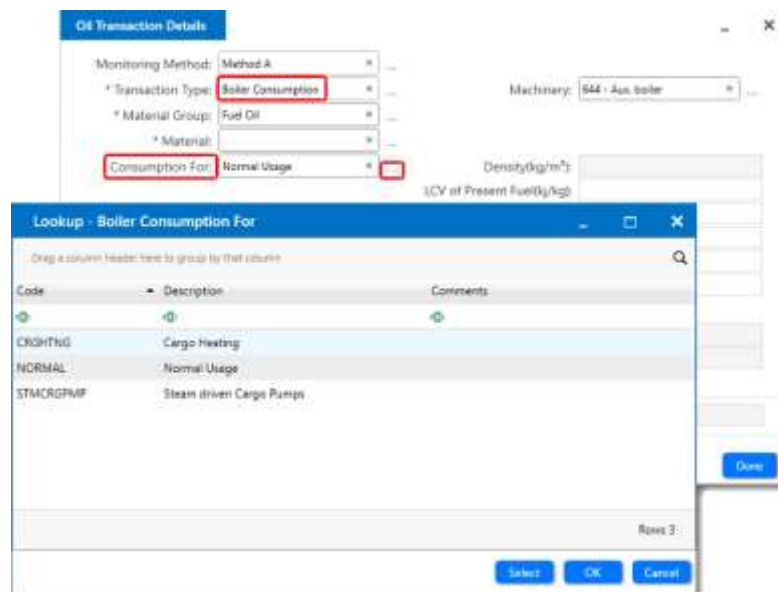 Oil Transaction Details
Monitoring Method: Method A
* Transaction Type: Boiler Consumption
Machinery: 644 - Aux. boiler
* Material Group: Fuel Oil
* Material:
Consumption For: Normal Usage
Density(kg/m³):
LCV of Present Fuel(kj/kg):
Lookup - Boiler Consumption For
Drag a column header here to group by that column
Code Description Comments
CRGHTNG Cargo Heating
NORMAL Normal Usage
STMCRGPMP Steam driven Cargo Pumps
Done
Rows 3
Select OK Cancel